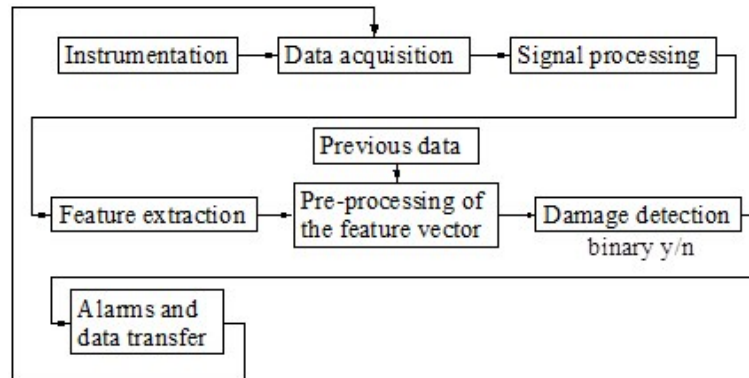 Instrumentation
Data acquisition
Signal processing
Previous data
Feature extraction
Pre-processing of
the feature vector
Damage detection
binary y/n
Alarms and
data transfer